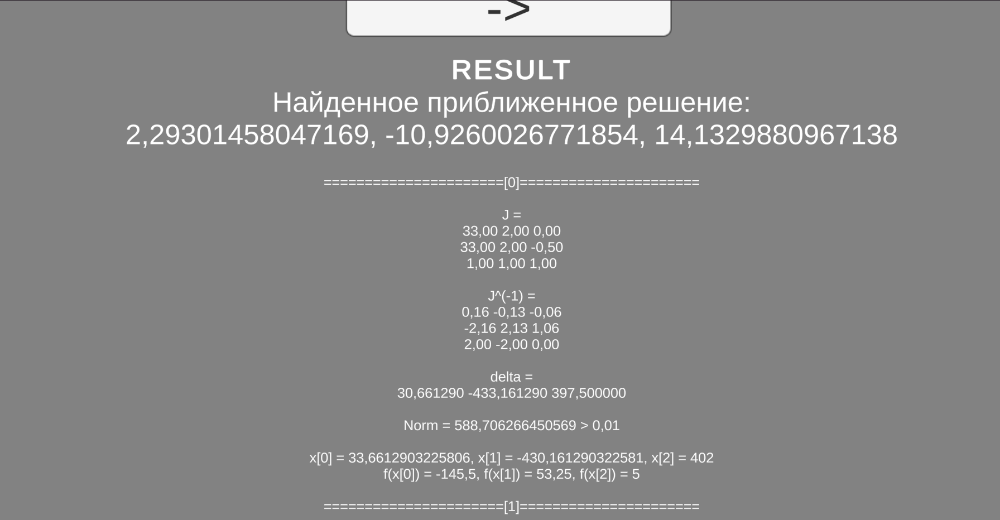 ->
RESULT
Найденное приближенное решение:
2,29301458047169, -10,9260026771854, 14,1329880967138
======================[0]======================
J =
33,00 2,00 0,00
33,00 2,00 -0,50
1,00 1,00 1,00
J^(-1) =
0,16 -0,13 -0,06
-2,16 2,13 1,06
2,00 -2,00 0,00
delta =
30,661290 -433,161290 397,500000
Norm = 588,706266450569 > 0,01
x[0] = 33,6612903225806, x[1] = -430,161290322581, x[2] = 402
f(x[0]) = -145,5, f(x[1]) = 53,25, f(x[2]) = 5
======================[1]======================